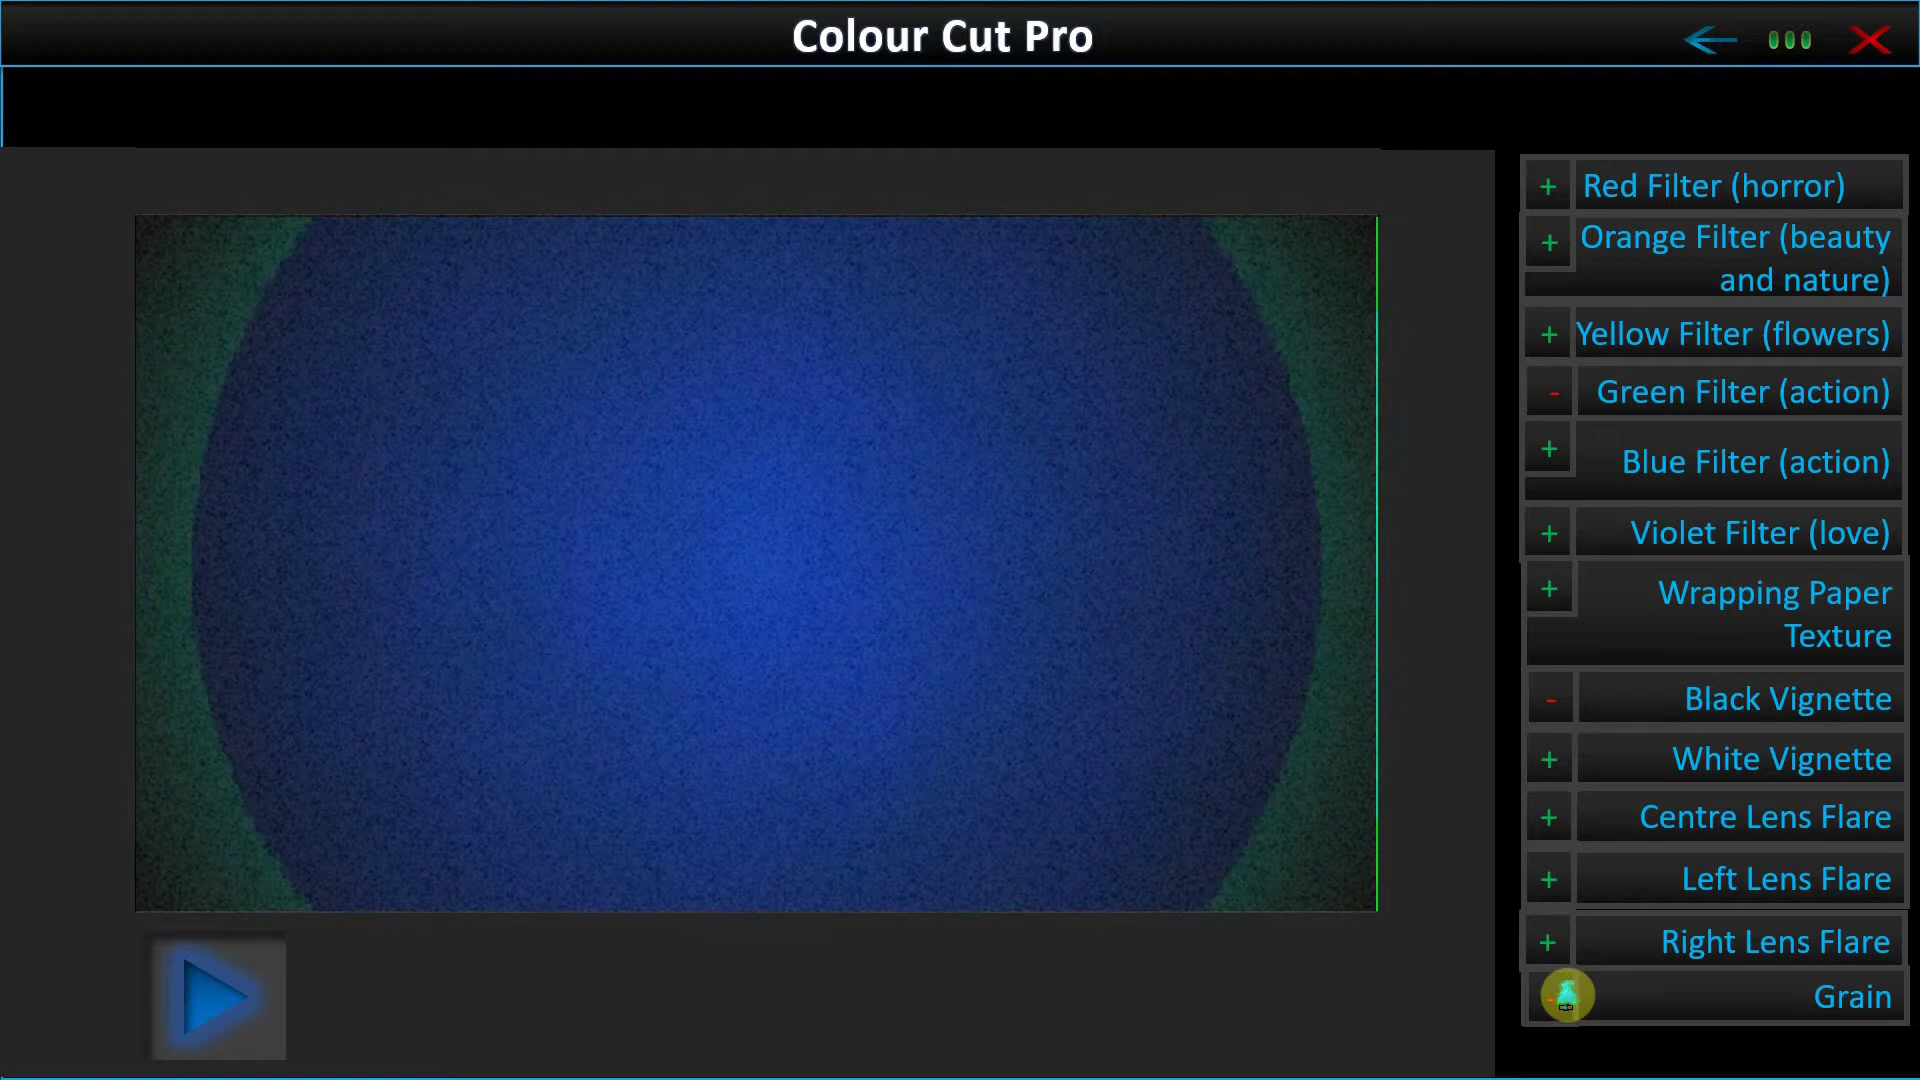 Colour Cut Pro
+ Red Filter (horror)
+ Orange Filter (beauty
and nature)
+ Yellow Filter (flowers)
- Green Filter (action)
+ Blue Filter (action)
+ Violet Filter (love)
+ Wrapping Paper
Texture
- Black Vignette
+ White Vignette
+ Centre Lens Flare
+ Left Lens Flare
+ Right Lens Flare
- Grain